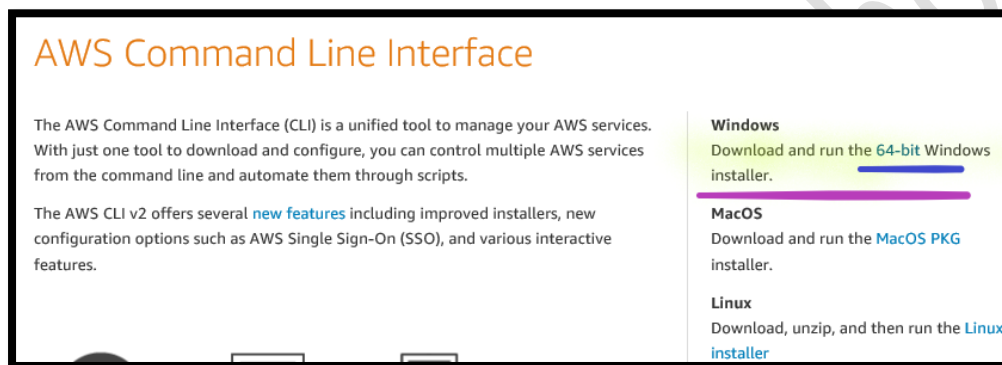 AWS Command Line Interface
The AWS Command Line Interface (CLI) is a unified tool to manage your AWS services.
With just one tool to download and configure, you can control multiple AWS services
from the command line and automate them through scripts.
The AWS CLI v2 offers several new features including improved installers, new
configuration options such as AWS Single Sign-On (SSO), and various interactive
features.
Windows
Download and run the 64-bit Windows
installer.
MacOS
Download and run the MacOS PKG
installer.
Linux
Download, unzip, and then run the Linux
installer